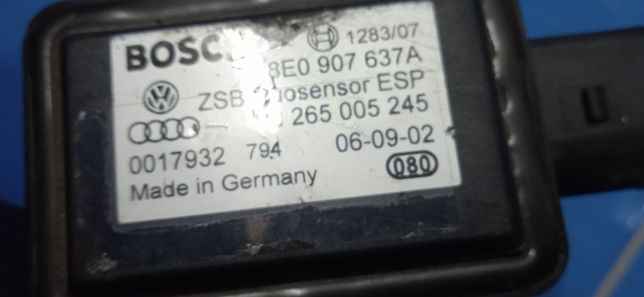 BOSC 1283/07
8E0 907 637A
ZSB ESP
265 005 245
0017932 794 06-09-02
Made in Germany 080